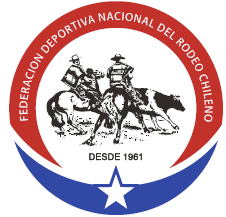 FEDERACION DEPORTIVA NACIONAL DEL RODEO CHILENO
DESDE 1961